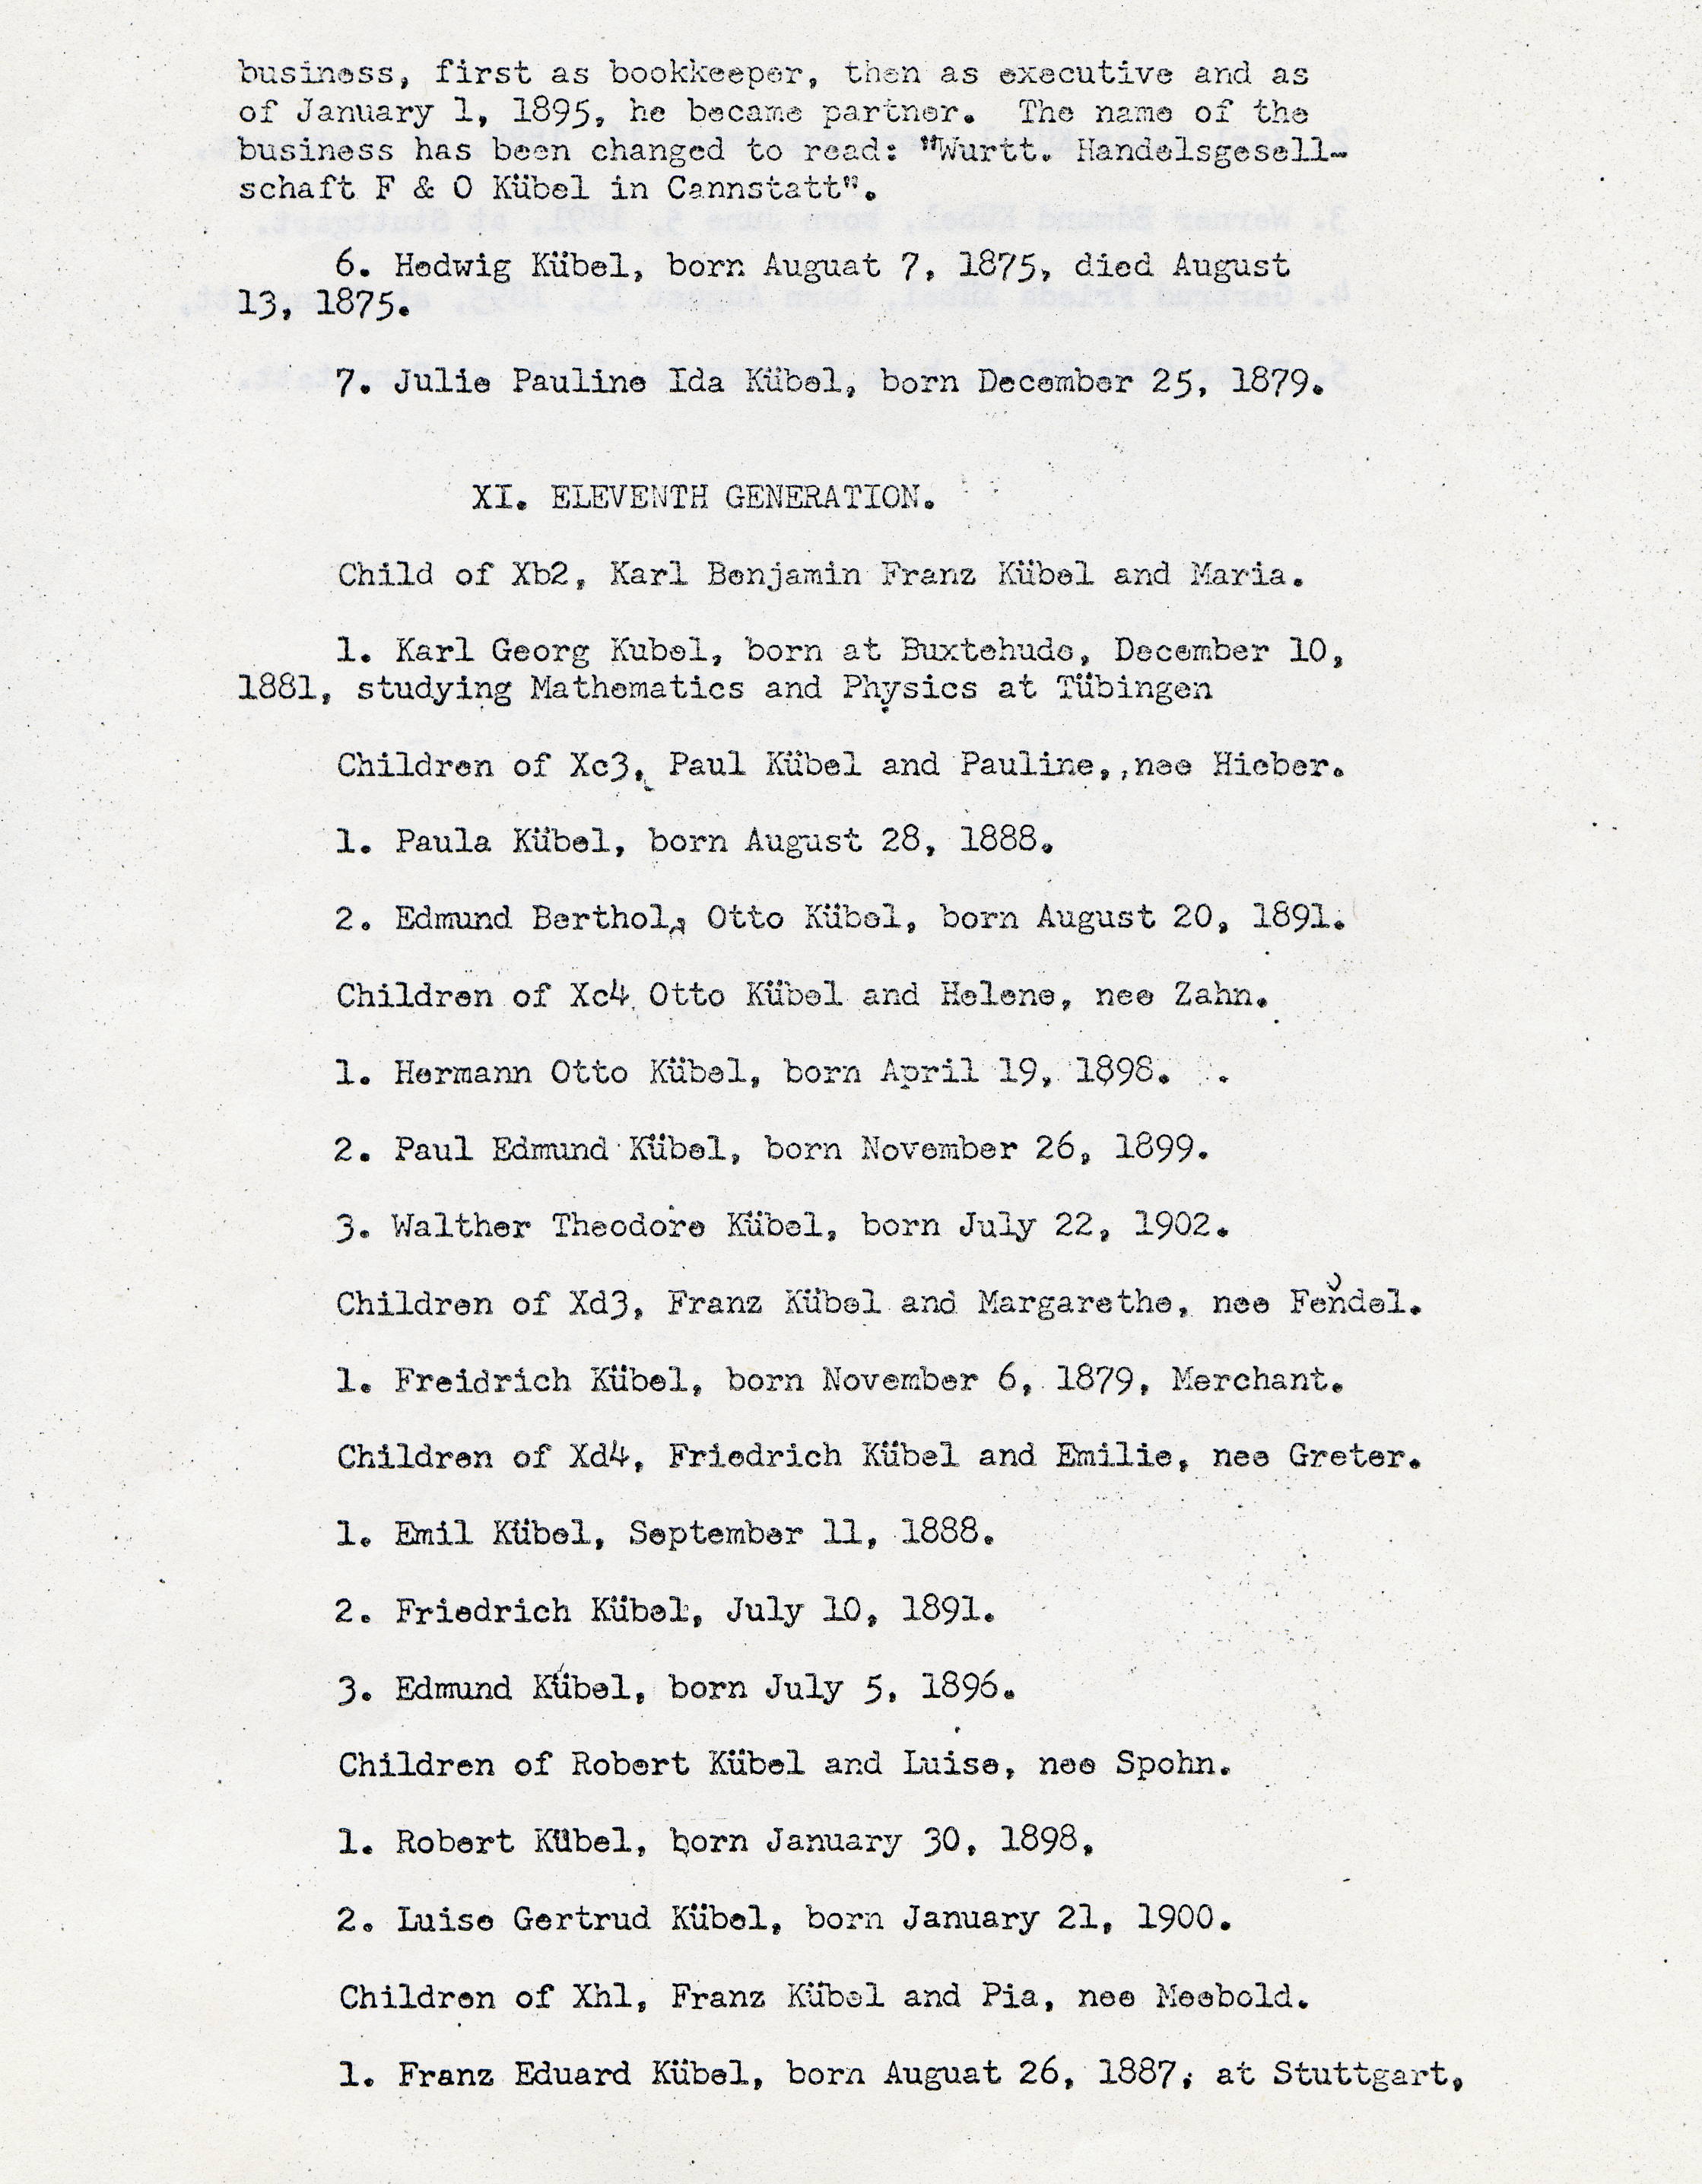 business, first as bookkeeper, then as executive and as
of January 1, 1895, he became partner. The name of the
business has been changed to read: "Wurtt. Handelsgesell-
schaft F & O Kübel in Cannstatt".
6. Hedwig Kübel, born Auguat 7, 1875, died August
13, 1875.
7. Julie Pauline Ida Kübel, born December 25, 1879.
XI. ELEVENTH GENERATION.
Child of Xb2, Karl Benjamin Franz Kübel and Maria.
1. Karl Georg Kubel, born at Buxtehude, December 10,
1881, studying Mathematics and Physics at Tübingen
Children of Xc3, Paul Kübel and Pauline, nee Hieber.
1. Paula Kübel, born August 28, 1888.
2. Edmund Berthol, Otto Kübel, born August 20, 1891.
Children of Xc4 Otto Kübel and Helene, nee Zahn.
1. Hermann Otto Kübel, born April 19, 1898.
2. Paul Edmund Kübel, born November 26, 1899.
3. Walther Theodore Kübel, born July 22, 1902.
Children of Xd3, Franz Kübel and Margarethe, nee Fendel.
1. Freidrich Kübel, born November 6, 1879, Merchant.
Children of Xd4, Friedrich Kübel and Emilie, nee Greter.
1. Emil Kübel, September 11, 1888.
2. Friedrich Kübel, July 10, 1891.
3. Edmund Kübel, born July 5, 1896.
Children of Robert Kübel and Luise, nee Spohn.
1. Robert Kübel, born January 30, 1898,
2. Luise Gertrud Kübel, born January 21, 1900.
Children of Xh1, Franz Kübel and Pia, nee Meebold.
1. Franz Eduard Kübel, born Auguat 26, 1887, at Stuttgart,